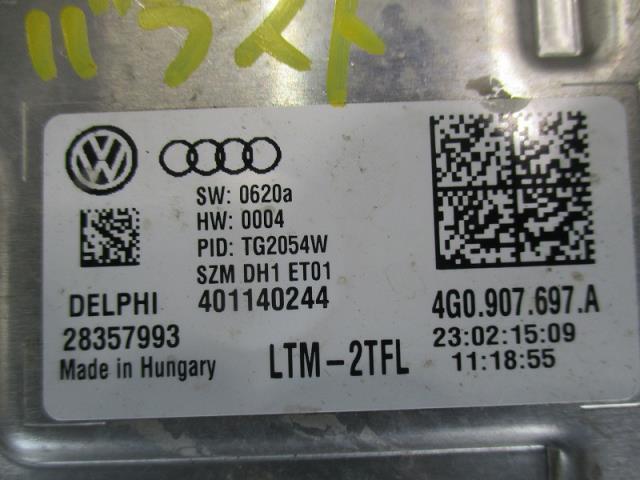 バラスト
SW: 0620a
HW: 0004
PID: TG2054W
SZM DH1 ET01
DELPHI 401140244
4G0.907.697.A
28357993
23:02:15:09
Made in Hungary
LTM-2TFL
11:18:55